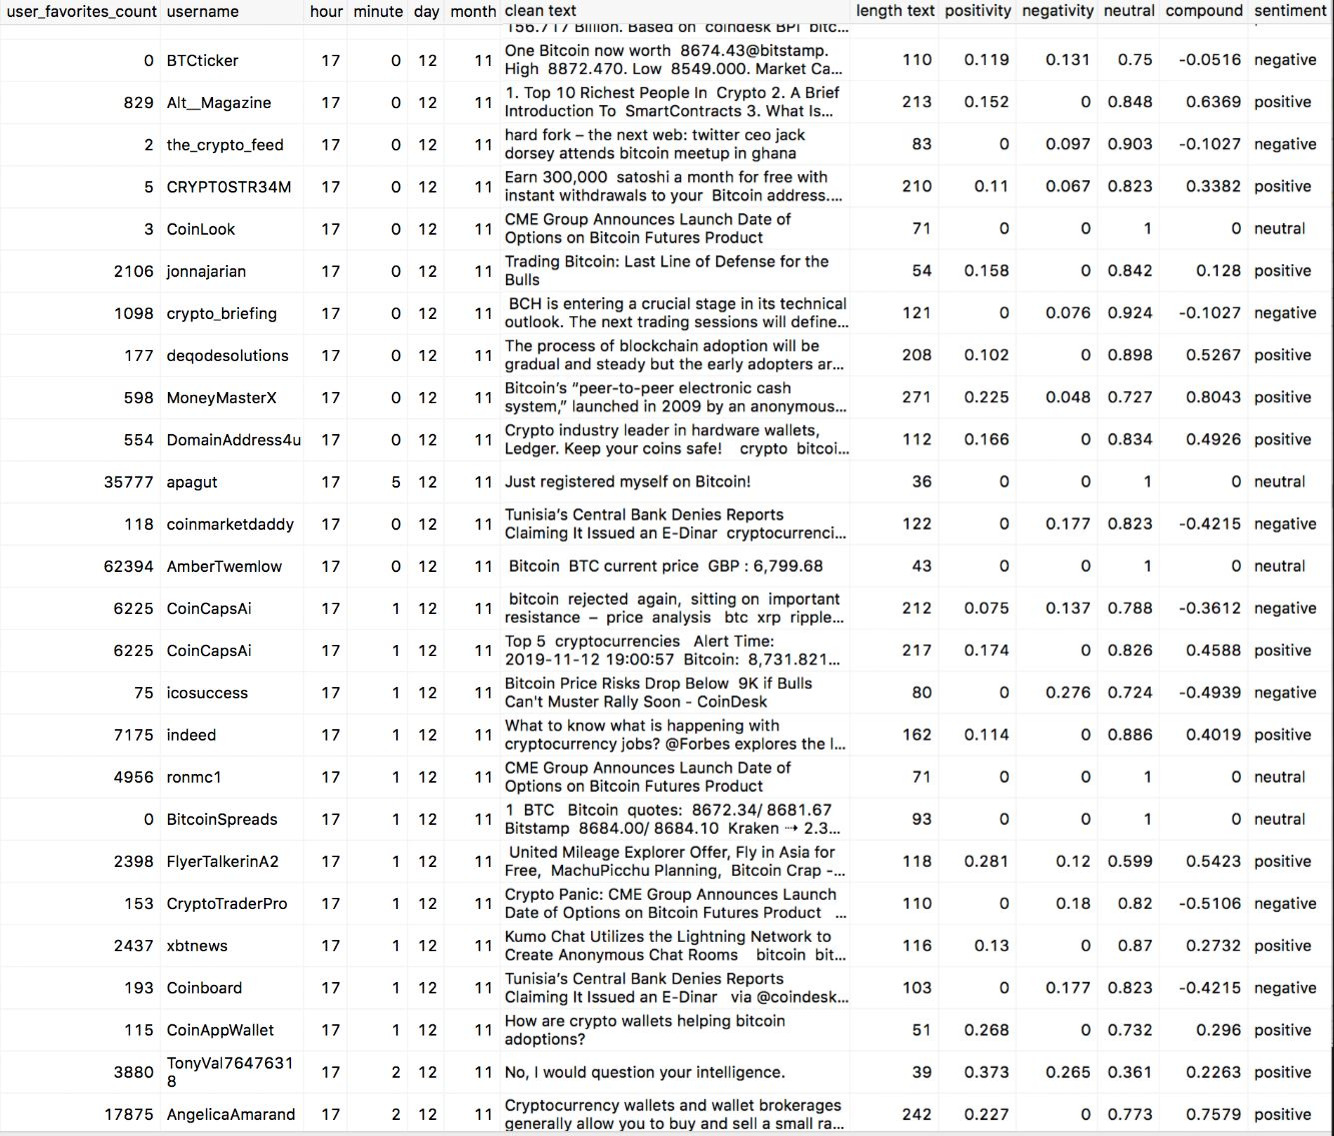 user_favorites_count username hour minute day month clean text length text positivity negativity neutral compound sentiment
156.717 Billion. Based on coindesk BPI bitc...
0 BTCticker 17 0 12 11 One Bitcoin now worth 8674.43@bitstamp. 110 0.119 0.131 0.75 -0.0516 negative
High 8872.470. Low 8549.000. Market Ca...
829 Alt__Magazine 17 0 12 11 1. Top 10 Richest People In Crypto 2. A Brief 213 0.152 0 0.848 0.6369 positive
Introduction To SmartContracts 3. What Is...
2 the_crypto_feed 17 0 12 11 hard fork – the next web: twitter ceo jack 83 0 0.097 0.903 -0.1027 negative
dorsey attends bitcoin meetup in ghana
5 CRYPT0STR34M 17 0 12 11 Earn 300,000 satoshi a month for free with 210 0.11 0.067 0.823 0.3382 positive
instant withdrawals to your Bitcoin address....
3 CoinLook 17 0 12 11 CME Group Announces Launch Date of 71 0 0 1 0 neutral
Options on Bitcoin Futures Product
2106 jonnajarian 17 0 12 11 Trading Bitcoin: Last Line of Defense for the 54 0.158 0 0.842 0.128 positive
Bulls
1098 crypto_briefing 17 0 12 11 BCH is entering a crucial stage in its technical 121 0 0.076 0.924 -0.1027 negative
outlook. The next trading sessions will define...
177 deqodesolutions 17 0 12 11 The process of blockchain adoption will be 208 0.102 0 0.898 0.5267 positive
gradual and steady but the early adopters ar...
598 MoneyMasterX 17 0 12 11 Bitcoin's “peer-to-peer electronic cash 271 0.225 0.048 0.727 0.8043 positive
system,” launched in 2009 by an anonymous...
554 DomainAddress4u 17 0 12 11 Crypto industry leader in hardware wallets, 112 0.166 0 0.834 0.4926 positive
Ledger. Keep your coins safe! crypto bitcoi...
35777 apagut 17 5 12 11 Just registered myself on Bitcoin! 36 0 0 1 0 neutral
118 coinmarketdaddy 17 0 12 11 Tunisia's Central Bank Denies Reports 122 0 0.177 0.823 -0.4215 negative
Claiming It Issued an E-Dinar cryptocurrenci...
62394 AmberTwemlow 17 0 12 11 Bitcoin BTC current price GBP : 6,799.68 43 0 0 1 0 neutral
6225 CoinCapsAi 17 1 12 11 bitcoin rejected again, sitting on important 212 0.075 0.137 0.788 -0.3612 negative
resistance – price analysis btc xrp ripple...
6225 CoinCapsAi 17 1 12 11 Top 5 cryptocurrencies Alert Time: 217 0.174 0 0.826 0.4588 positive
2019-11-12 19:00:57 Bitcoin: 8,731.821...
75 icosuccess 17 1 12 11 Bitcoin Price Risks Drop Below 9K if Bulls 80 0 0.276 0.724 -0.4939 negative
Can't Muster Rally Soon - CoinDesk
7175 indeed 17 1 12 11 What to know what is happening with 162 0.114 0 0.886 0.4019 positive
cryptocurrency jobs? @Forbes explores the l...
4956 ronmc1 17 1 12 11 CME Group Announces Launch Date of 71 0 0 1 0 neutral
Options on Bitcoin Futures Product
0 BitcoinSpreads 17 1 12 11 1 BTC Bitcoin quotes: 8672.34/ 8681.67 93 0 0 1 0 neutral
Bitstamp 8684.00/ 8684.10 Kraken ⇢ 2.3...
2398 FlyerTalkerinA2 17 1 12 11 United Mileage Explorer Offer, Fly in Asia for 118 0.281 0.12 0.599 0.5423 positive
Free, MachuPicchu Planning, Bitcoin Crap -...
153 CryptoTraderPro 17 1 12 11 Crypto Panic: CME Group Announces Launch 110 0 0.18 0.82 -0.5106 negative
Date of Options on Bitcoin Futures Product ...
2437 xbtnews 17 1 12 11 Kumo Chat Utilizes the Lightning Network to 116 0.13 0 0.87 0.2732 positive
Create Anonymous Chat Rooms bitcoin bit...
193 Coinboard 17 1 12 11 Tunisia's Central Bank Denies Reports 103 0 0.177 0.823 -0.4215 negative
Claiming It Issued an E-Dinar via @coindesk...
115 CoinAppWallet 17 1 12 11 How are crypto wallets helping bitcoin 51 0.268 0 0.732 0.296 positive
adoptions?
3880 TonyVal7647631 17 2 12 11 No, I would question your intelligence. 39 0.373 0.265 0.361 0.2263 positive
8
17875 AngelicaAmarand 17 2 12 11 Cryptocurrency wallets and wallet brokerages 242 0.227 0 0.773 0.7579 positive
generally allow you to buy and sell a small ra...